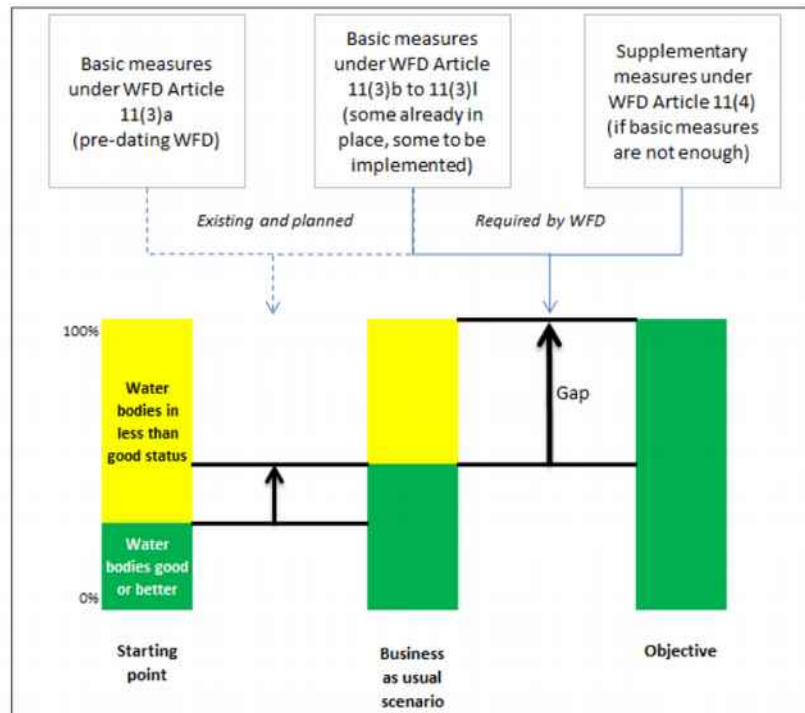 Basic measures
under WFD Article
11(3)a
(pre-dating WFD)
Basic measures
under WFD Article
11(3)b to 11(3)l
(some already in
place, some to be
implemented)
Supplementary
measures under
WFD Article 11(4)
(if basic measures
are not enough)
Existing and planned
Required by WFD
100%
Water
bodies in
less than
good status
Gap
Water
bodies good
or better
0%
Starting
point
Business
as usual
scenario
Objective